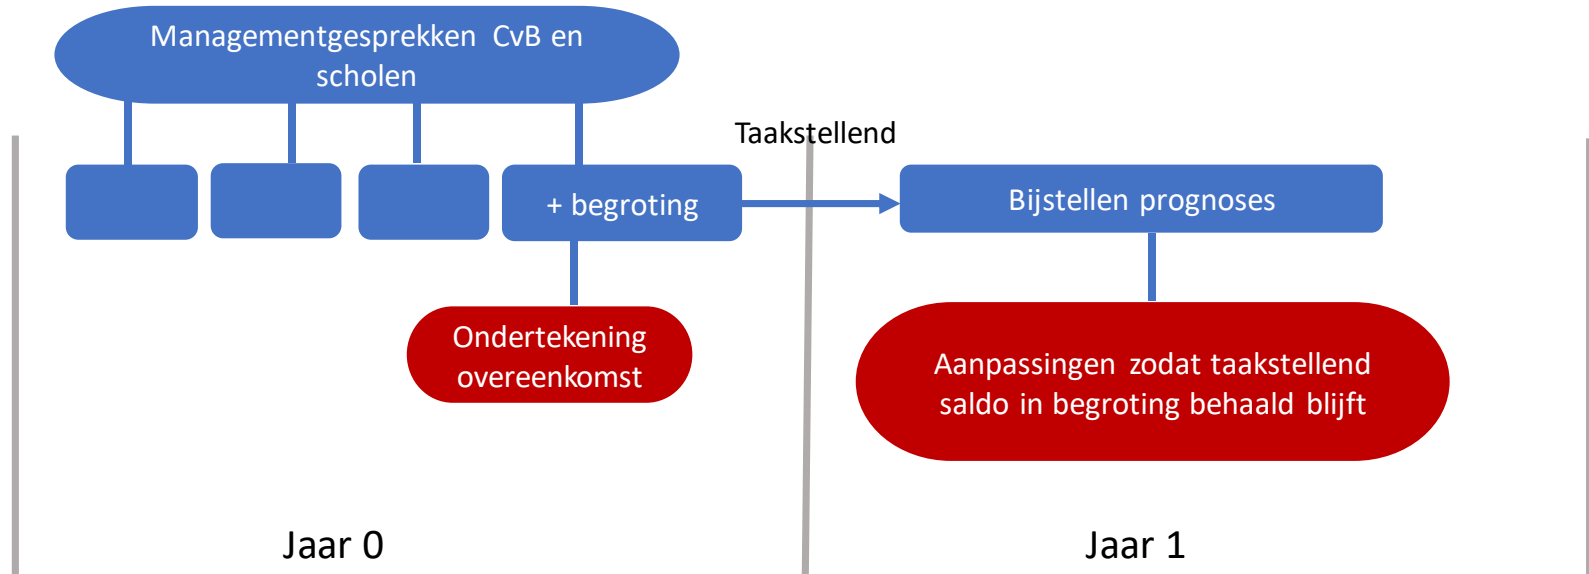 Managementgesprekken CvB en
scholen
Taakstellend
+ begroting
Bijstellen prognoses
Ondertekening
overeenkomst
Aanpassingen zodat taakstellend
saldo in begroting behaald blijft
Jaar 0
Jaar 1